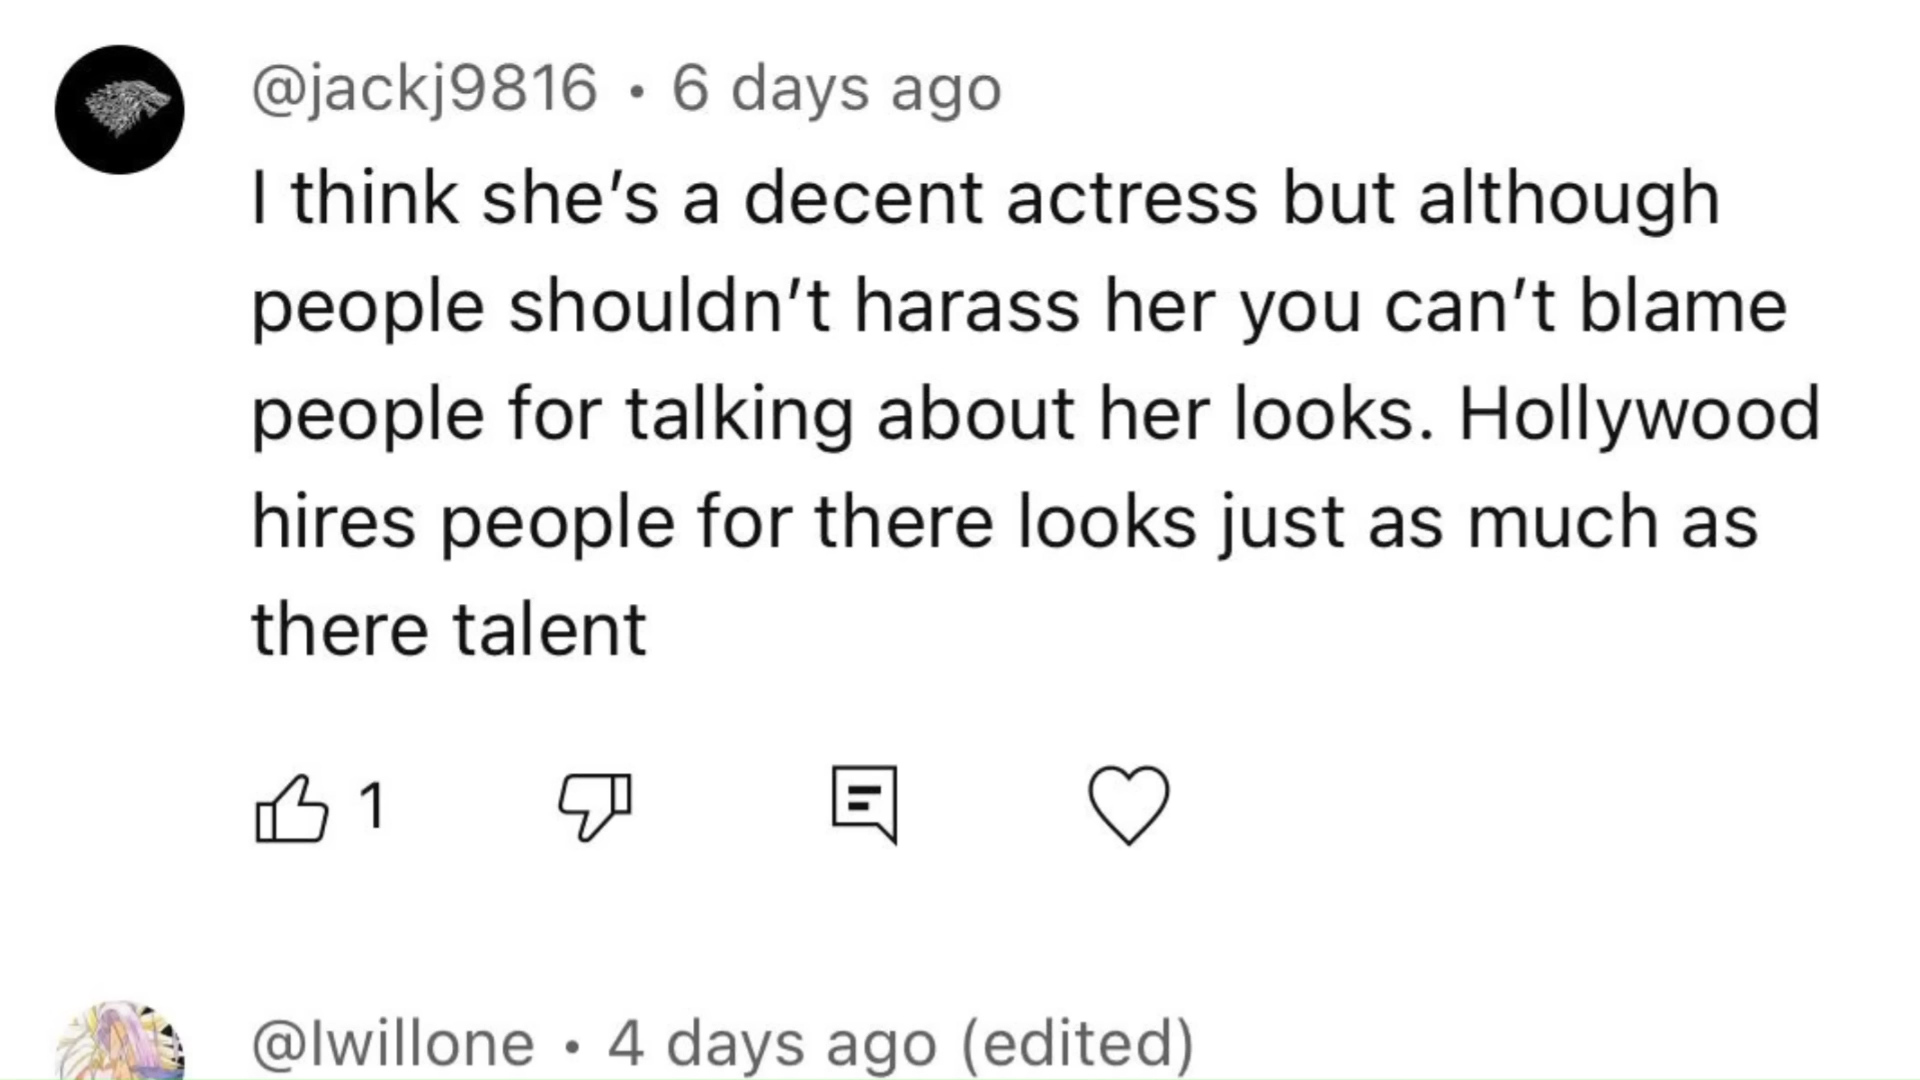 @jackj9816 • 6 days ago
I think she's a decent actress but although
people shouldn't harass her you can't blame
people for talking about her looks. Hollywood
hires people for there looks just as much as
there talent
1
@lwillone • 4 days ago (edited)